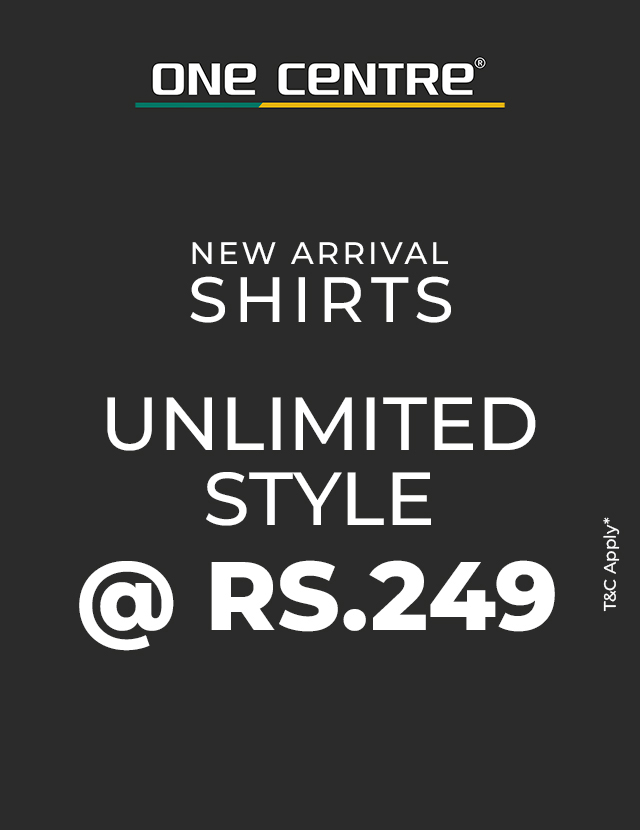 ONE CENTRE®
NEW ARRIVAL
SHIRTS
UNLIMITED
STYLE
@ RS.249
T&C Apply*